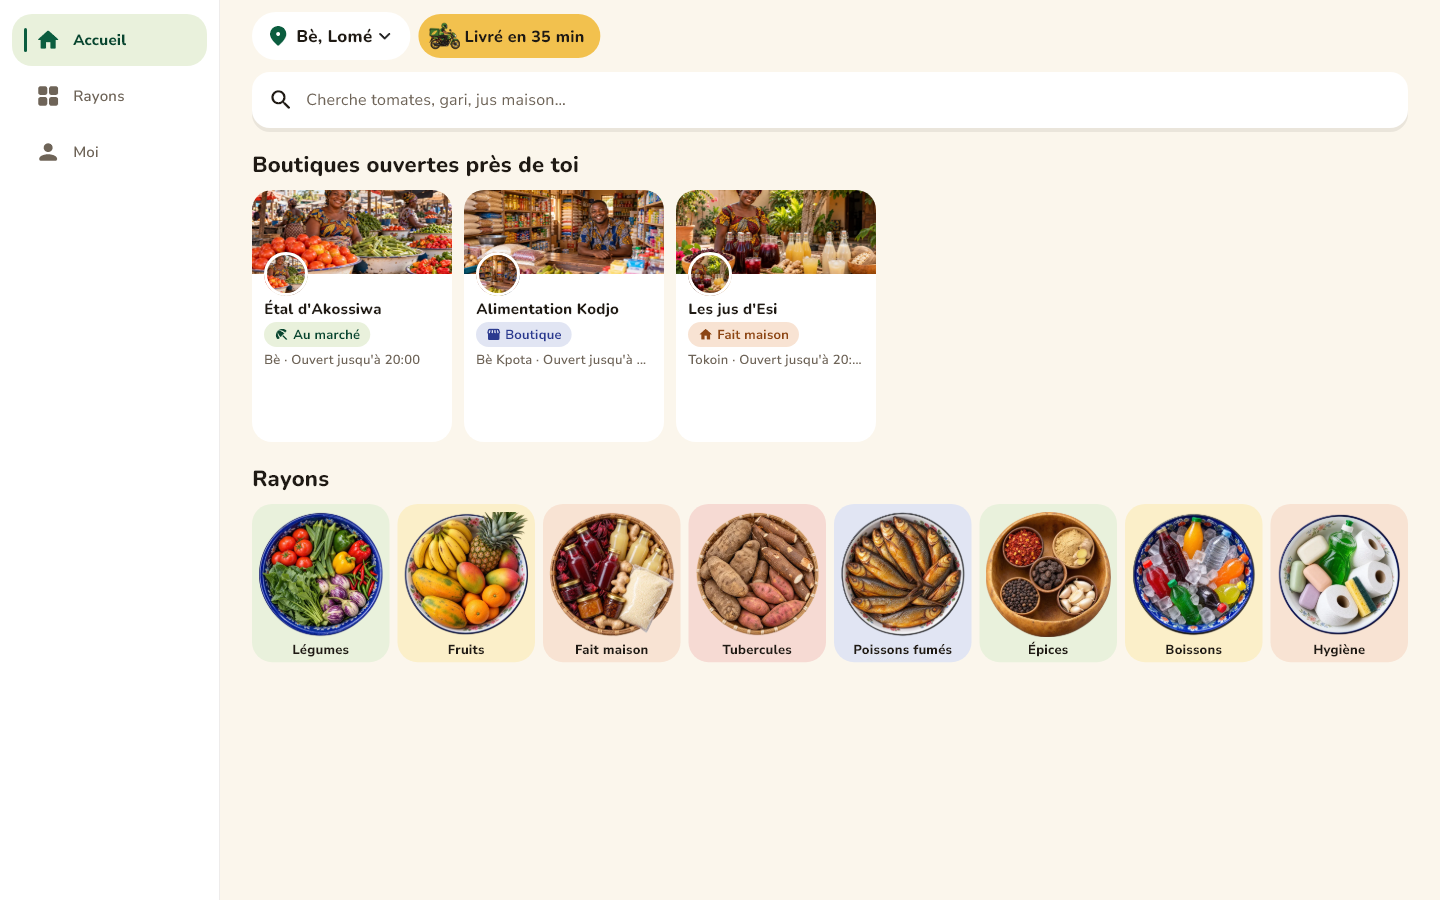 Accueil
Rayons
Moi
Bè, Lomé
Livré en 35 min
Cherche tomates, gari, jus maison...
Boutiques ouvertes près de toi
Étal d'Akossiwa
Au marché
Bè · Ouvert jusqu'à 20:00
Alimentation Kodjo
Boutique
Bè Kpota · Ouvert jusqu'à ...
Les jus d'Esi
Fait maison
Tokoin · Ouvert jusqu'à 20:...
Rayons
Légumes
Fruits
Fait maison
Tubercules
Poissons fumés
Épices
Boissons
Hygiène